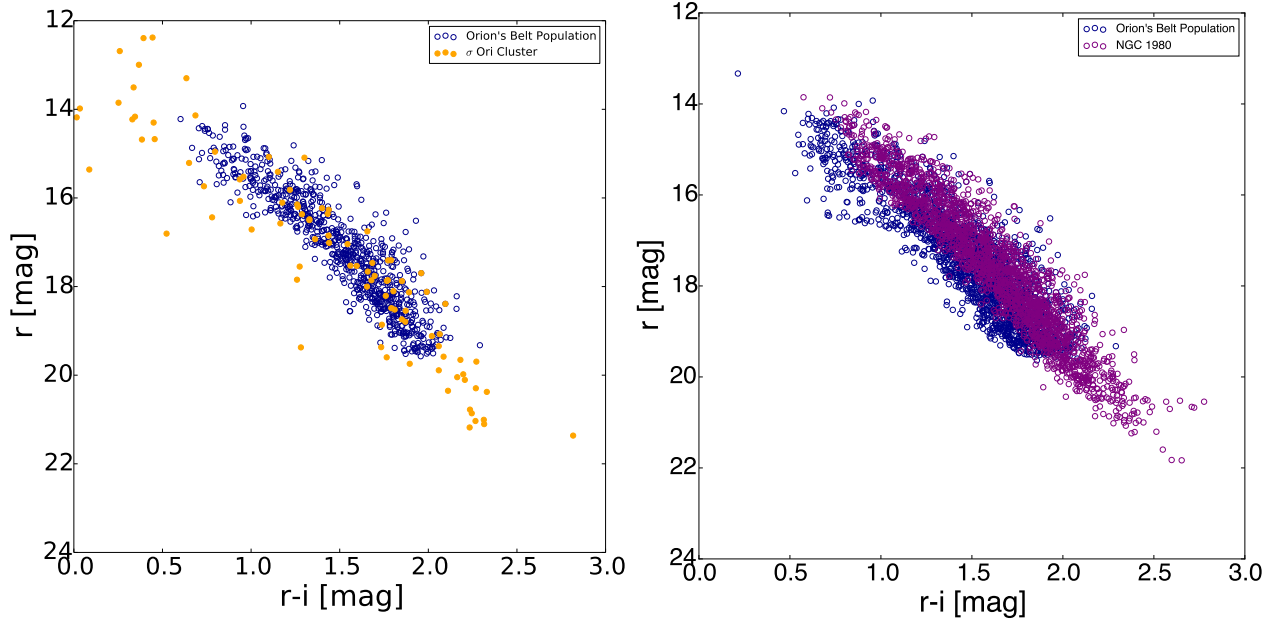 12
14
16
18
20
22
24
0.0 0.5 1.0 1.5 2.0 2.5 3.0
r [mag]
r-i [mag]
Orion's Belt Population
σ Ori Cluster
12
14
16
18
20
22
24
0.0 0.5 1.0 1.5 2.0 2.5 3.0
r [mag]
r-i [mag]
Orion's Belt Population
NGC 1980